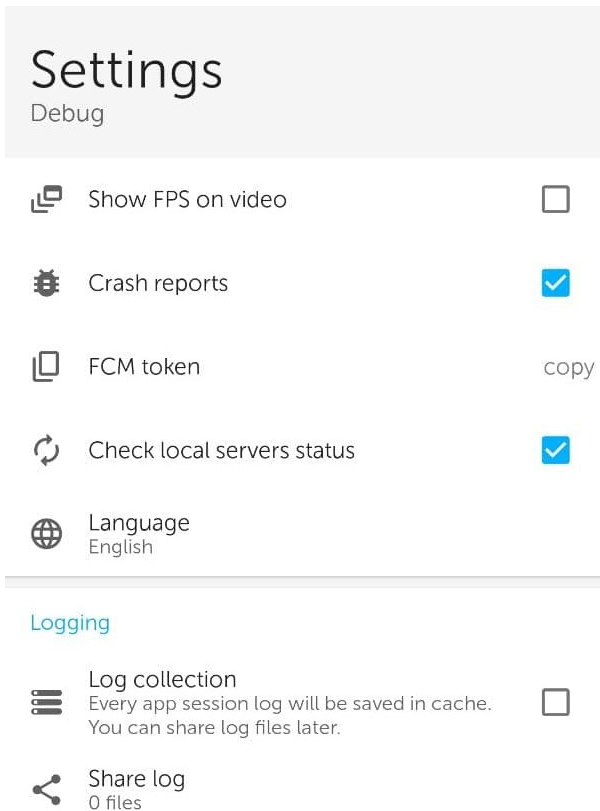 Settings
Debug
Show FPS on video
Crash reports
FCM token
copy
Check local servers status
Language
English
Logging
Log collection
Every app session log will be saved in cache.
You can share log files later.
Share log
0 files